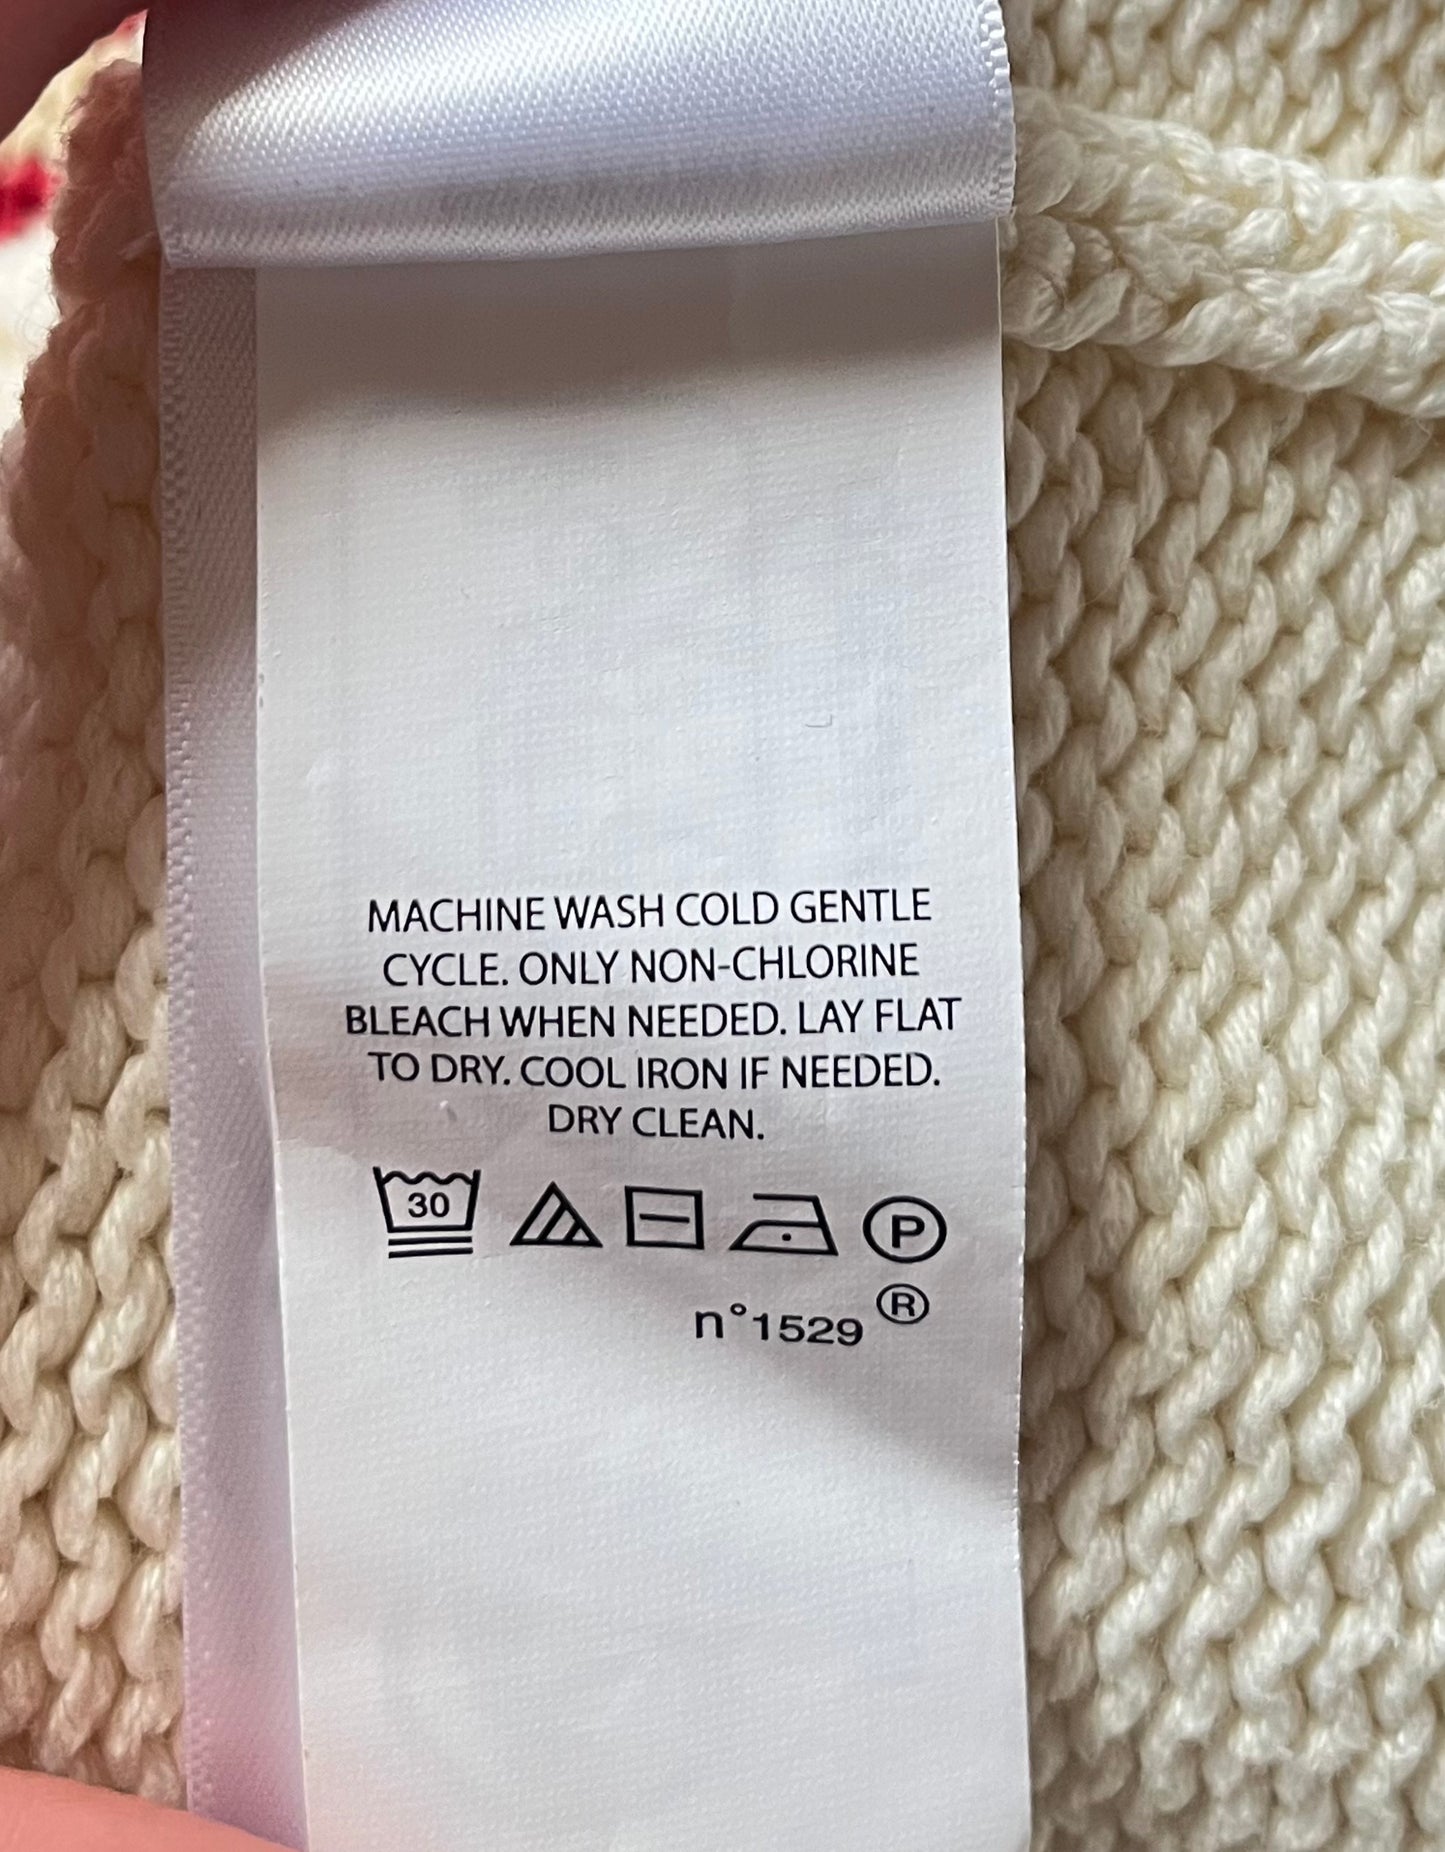 MACHINE WASH COLD GENTLE
CYCLE. ONLY NON-CHLORINE
BLEACH WHEN NEEDED. LAY FLAT
TO DRY. COOL IRON IF NEEDED.
DRY CLEAN.
30 P
n°1529 ®